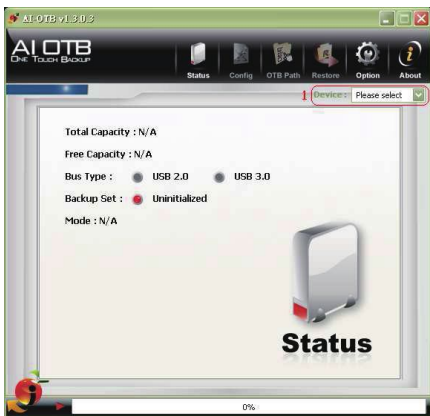 AI OTB v1.3.0.3
AI OTB
ONE TOUCH BACKUP
Status Config OTB Path Restore Option About
1 Device : Please select
Total Capacity : N/A
Free Capacity : N/A
Bus Type : USB 2.0 USB 3.0
Backup Set : Uninitialized
Mode : N/A
Status
0%